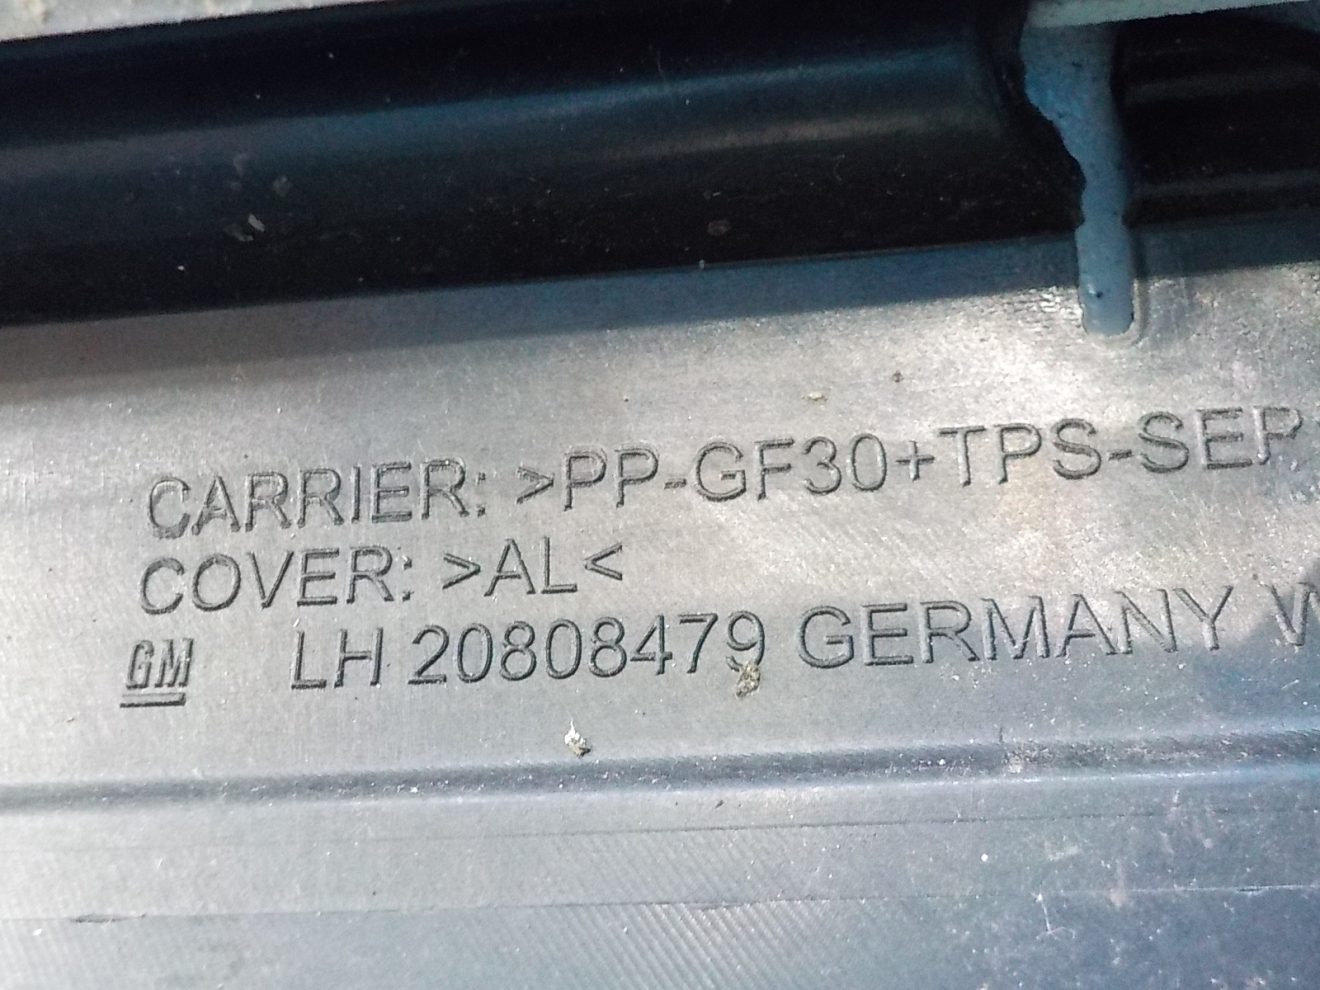 CARRIER: >PP-GF30+TPS-SEP
COVER: >AL<
GM LH 20808479 GERMANY